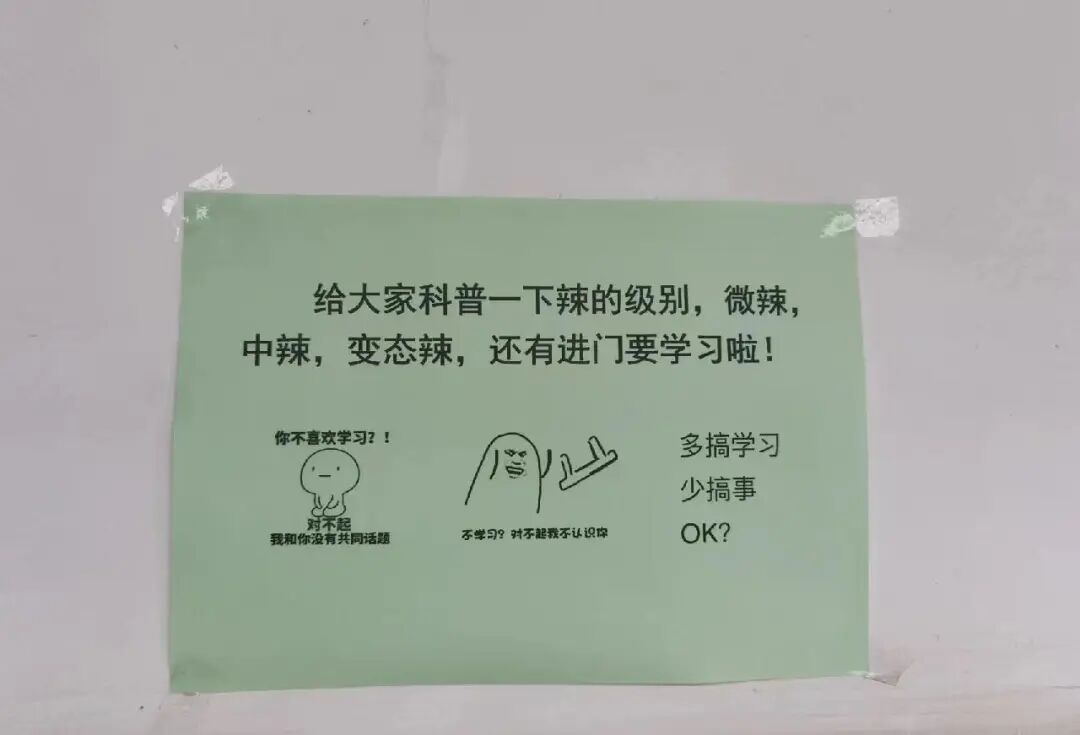 给大家科普一下辣的级别，微辣，
中辣，变态辣，还有进门要学习啦！
你不喜欢学习？！
对不起
我和你没有共同话题
不学习？对不起我不认识你
多搞学习
少搞事
OK？